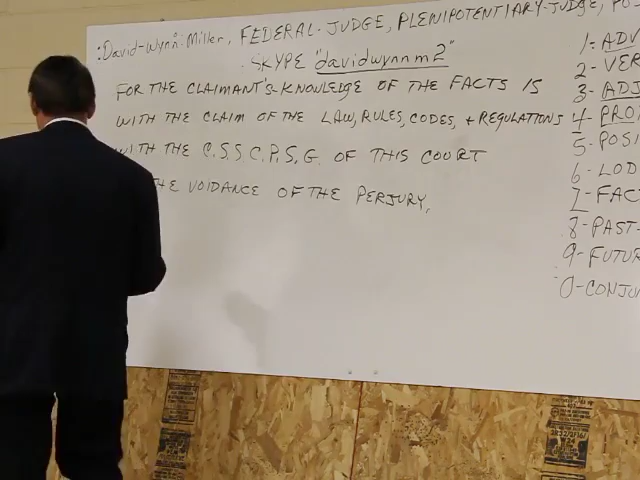 :David-Wynn: Miller, FEDERAL-JUDGE, PLENIPOTENTIARY-JUDGE, PO
SKYPE "davidwynnm2"
FOR THE CLAIMANT'S-KNOWLEDGE OF THE FACTS IS
WITH THE CLAIM OF THE LAW, RULES, CODES, + REGULATIONS
WITH THE C.S.S.C.P.S.G. OF THIS COURT
THE VOIDANCE OF THE PERJURY,
1- ADV
2- VER
3- ADJ
4- PRO
5- POSI
6- LOD
7- FAC
8- PAST-
9- FUTUR
0-CONJU